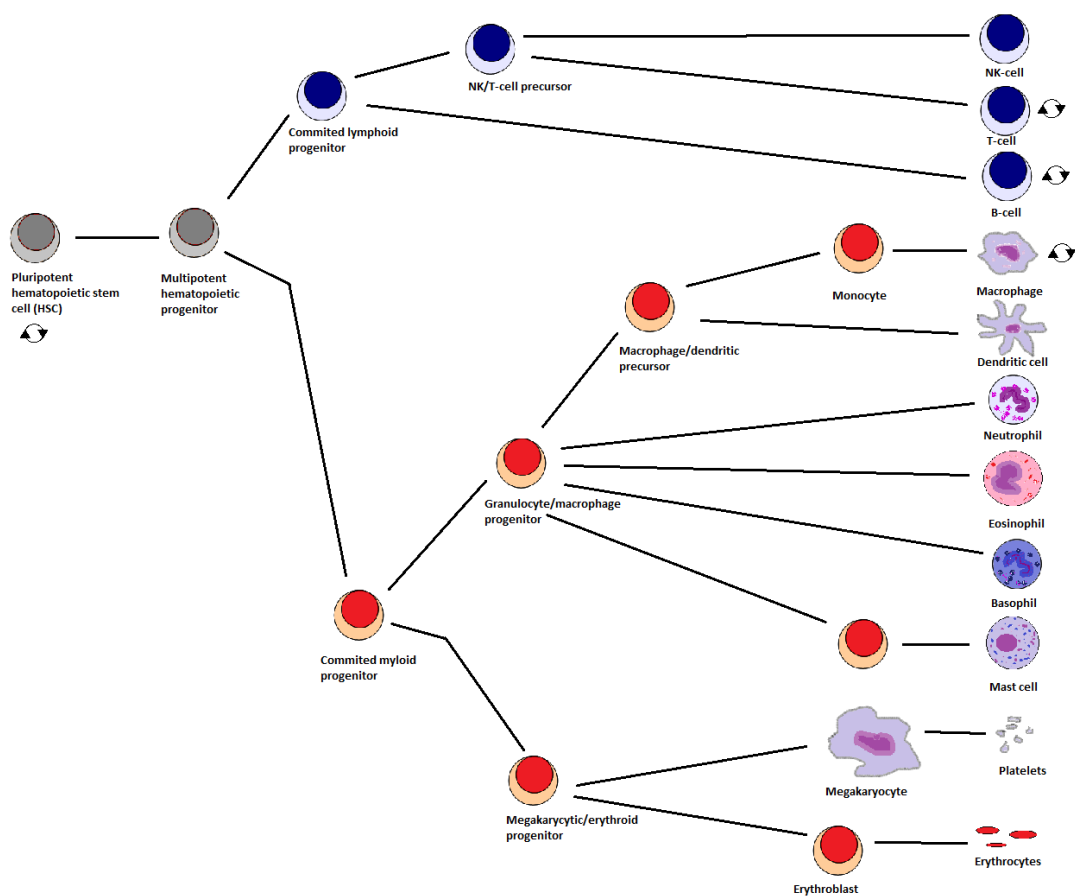 NK-cell
NK/T-cell precursor
Commited lymphoid
progenitor
T-cell
B-cell
Pluripotent
hematopoietic stem
cell (HSC)
Multipotent
hematopoietic
progenitor
Monocyte
Macrophage
Macrophage/dendritic
precursor
Dendritic cell
Neutrophil
Granulocyte/macrophage
progenitor
Eosinophil
Basophil
Commited myloid
progenitor
Mast cell
Megakaryocyte
Platelets
Megakarycytic/erythroid
progenitor
Erythroblast
Erythrocytes